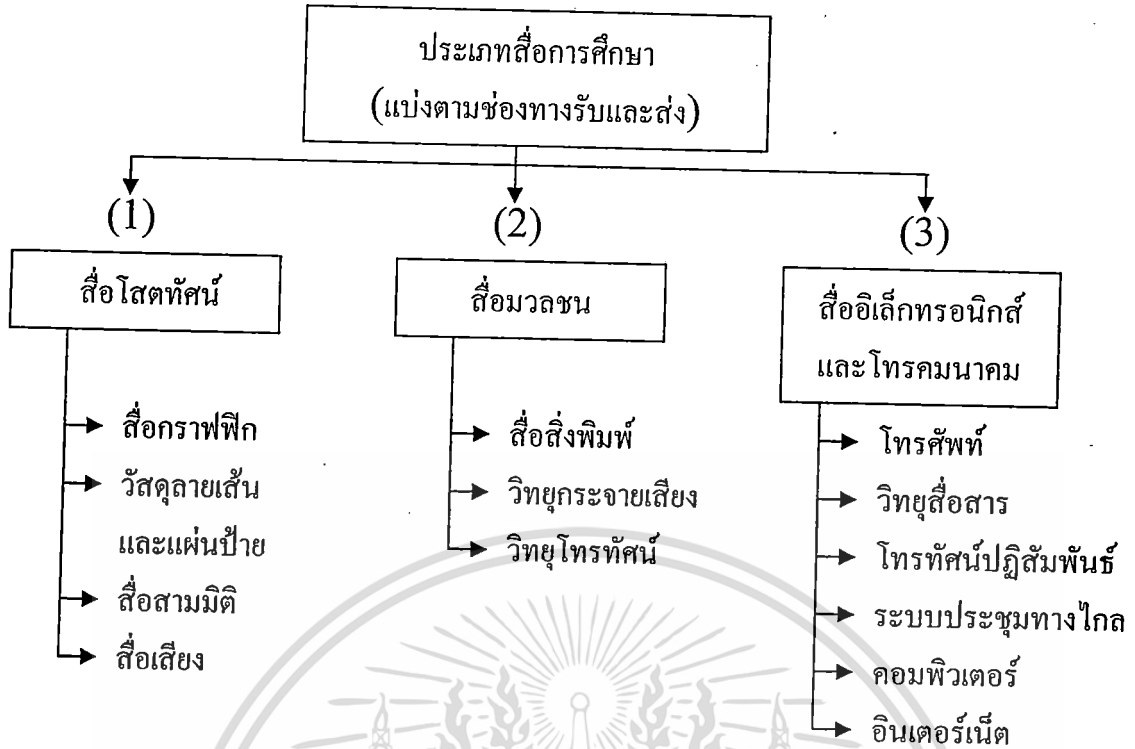 ประเภทสื่อการศึกษา
(แบ่งตามช่องทางรับและส่ง)
(1)
สื่อโสตทัศน์
สื่อกราฟฟิก
วัสดุลายเส้น
และแผ่นป้าย
สื่อสามมิติ
สื่อเสียง
(2)
สื่อมวลชน
สื่อสิ่งพิมพ์
วิทยุกระจายเสียง
วิทยุโทรทัศน์
(3)
สื่ออิเล็กทรอนิกส์
และโทรคมนาคม
โทรศัพท์
วิทยุสื่อสาร
โทรทัศน์ปฏิสัมพันธ์
ระบบประชุมทางไกล
คอมพิวเตอร์
อินเตอร์เน็ต